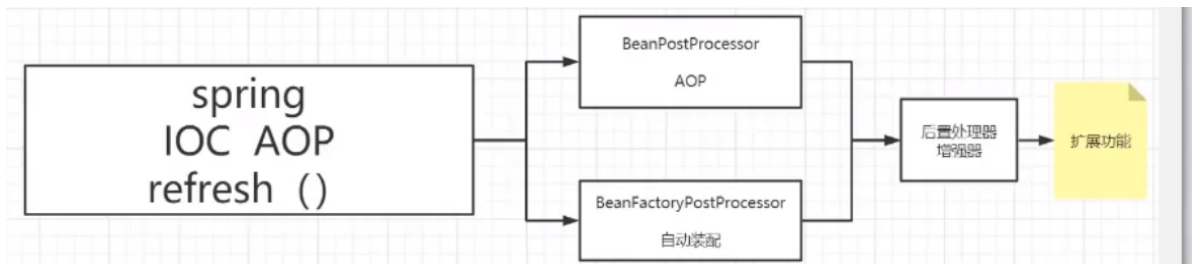 spring
IOC AOP
refresh（）
BeanPostProcessor
AOP
BeanFactoryPostProcessor
自动装配
后置处理器
增强器
扩展功能